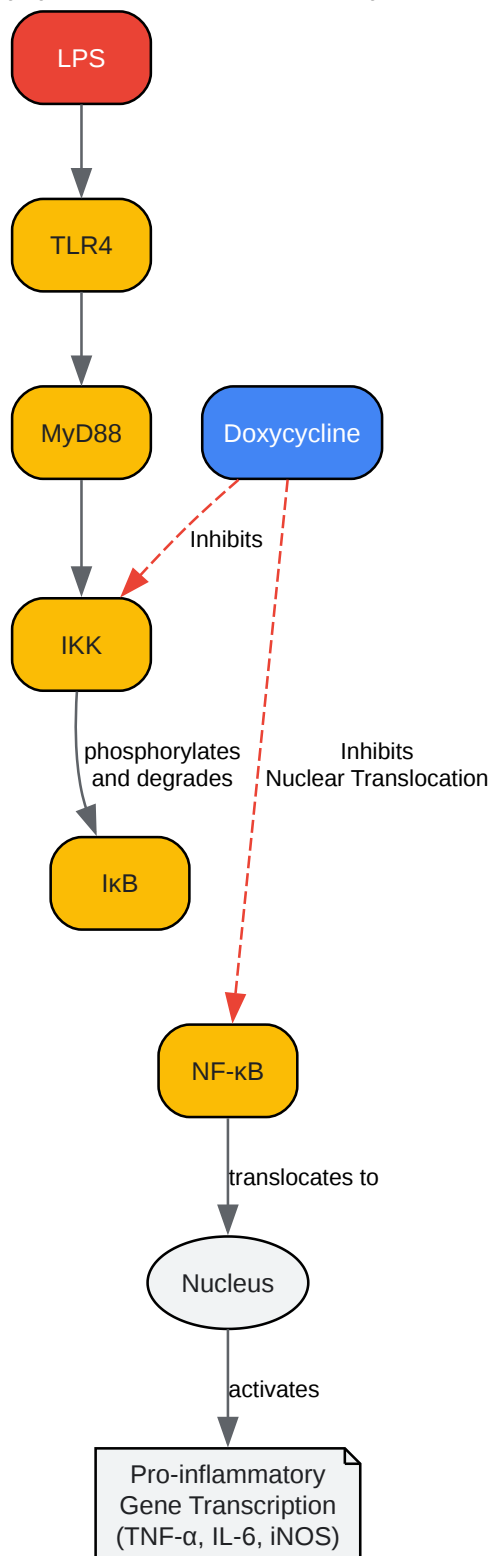 LPS
TLR4
MyD88
Doxycycline
Inhibits
IKK
phosphorylates
and degrades
Inhibits
Nuclear Translocation
IκB
NF-κB
translocates to
Nucleus
activates
Pro-inflammatory
Gene Transcription
(TNF-α, IL-6, iNOS)